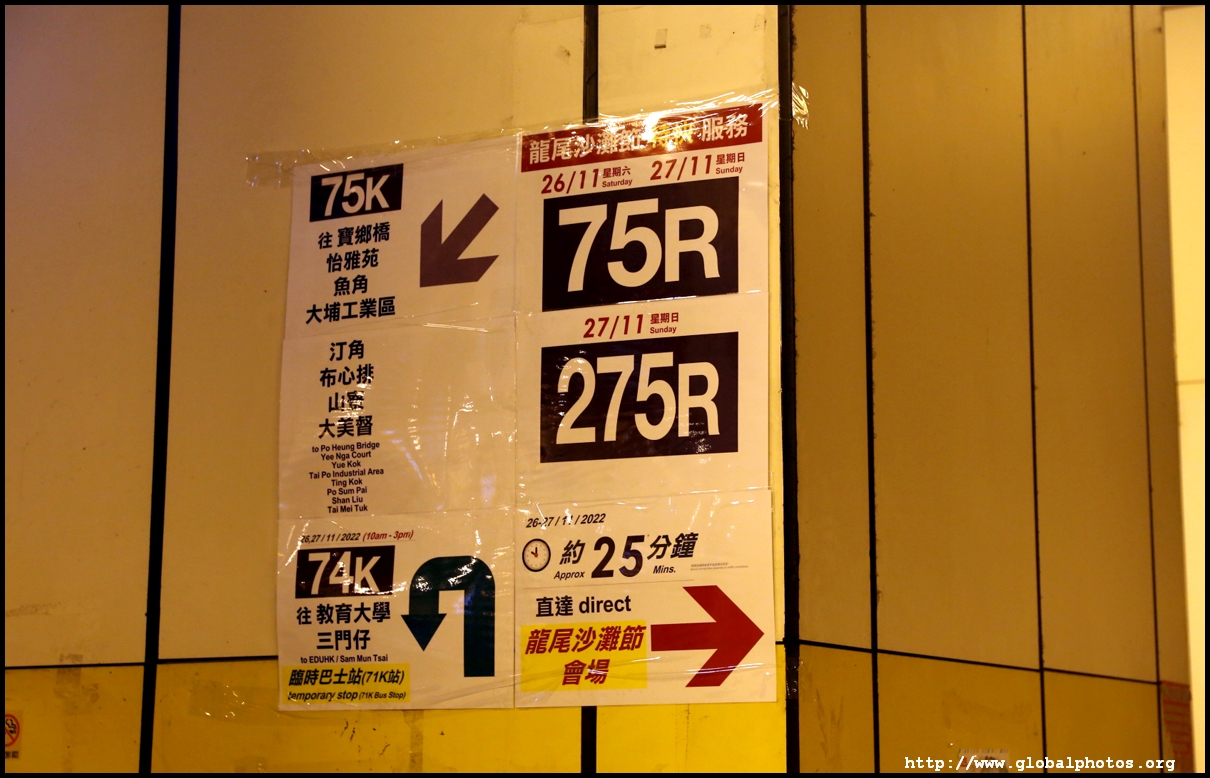 75K
往 寶鄉橋
怡雅苑
魚角
大埔工業區
汀角
布心排
山寮
大美督
to Po Heung Bridge
Yee Nga Court
Yue Kok
Tai Po Industrial Area
Ting Kok
Po Sum Pai
Shan Liu
Tai Mei Tuk
26,27 / 11 / 2022 (10am - 3pm)
74K
往 教育大學
三門仔
to EDUHK / Sam Mun Tsai
臨時巴士站(71K站)
temporary stop (71K Bus Stop)
龍尾沙灘節 服務
26/11 星期六 Saturday 27/11 星期日 Sunday
75R
27/11 星期日 Sunday
275R
26-27 / 11 / 2022
約 25 分鐘
Approx Mins.
直達 direct
龍尾沙灘節
會場
http://www.globalphotos.org